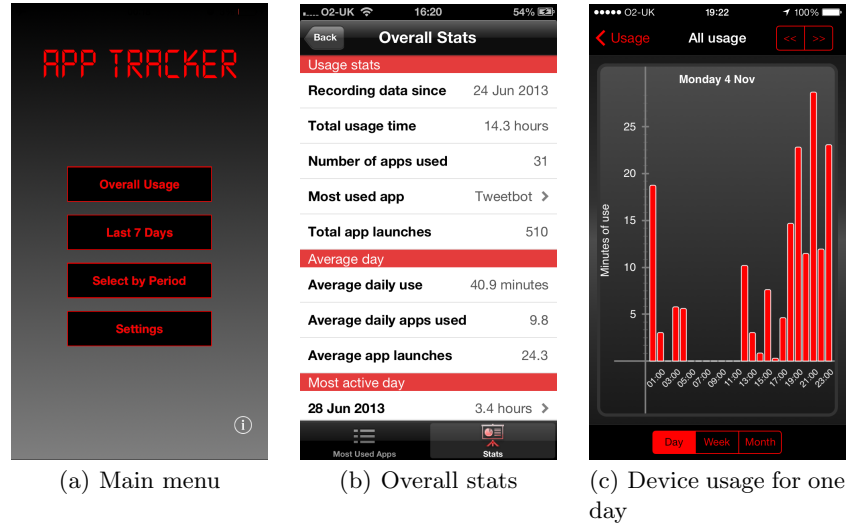 APP TRACKER
Overall Usage
Last 7 Days
Select by Period
Settings
i
(a) Main menu
O2-UK 16:20 54%
Back Overall Stats
Usage stats
Recording data since 24 Jun 2013
Total usage time 14.3 hours
Number of apps used 31
Most used app Tweetbot
Total app launches 510
Average day
Average daily use 40.9 minutes
Average daily apps used 9.8
Average app launches 24.3
Most active day
28 Jun 2013 3.4 hours
Most Used Apps Stats
(b) Overall stats
O2-UK 19:22 100%
Usage All usage << >>
Monday 4 Nov
Minutes of use
25
20
15
10
5
01:00 03:00 05:00 07:00 09:00 11:00 13:00 15:00 17:00 19:00 21:00 23:00
Day Week Month
(c) Device usage for one
day